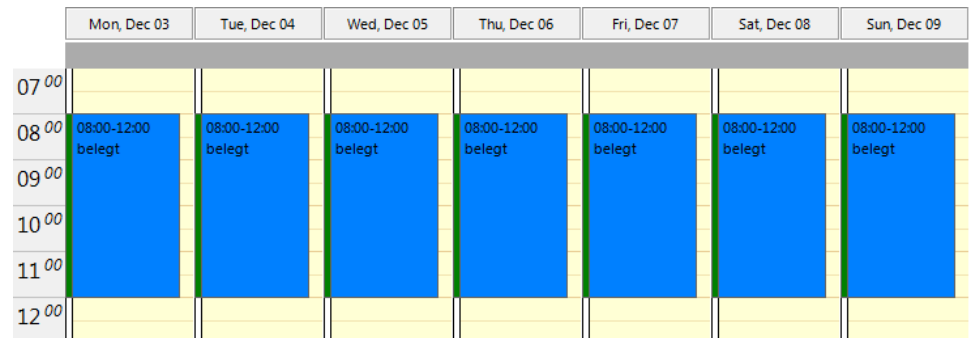 Mon, Dec 03 Tue, Dec 04 Wed, Dec 05 Thu, Dec 06 Fri, Dec 07 Sat, Dec 08 Sun, Dec 09
07 00
08 00 08:00-12:00 08:00-12:00 08:00-12:00 08:00-12:00 08:00-12:00 08:00-12:00 08:00-12:00
belegt belegt belegt belegt belegt belegt belegt
09 00
10 00
11 00
12 00